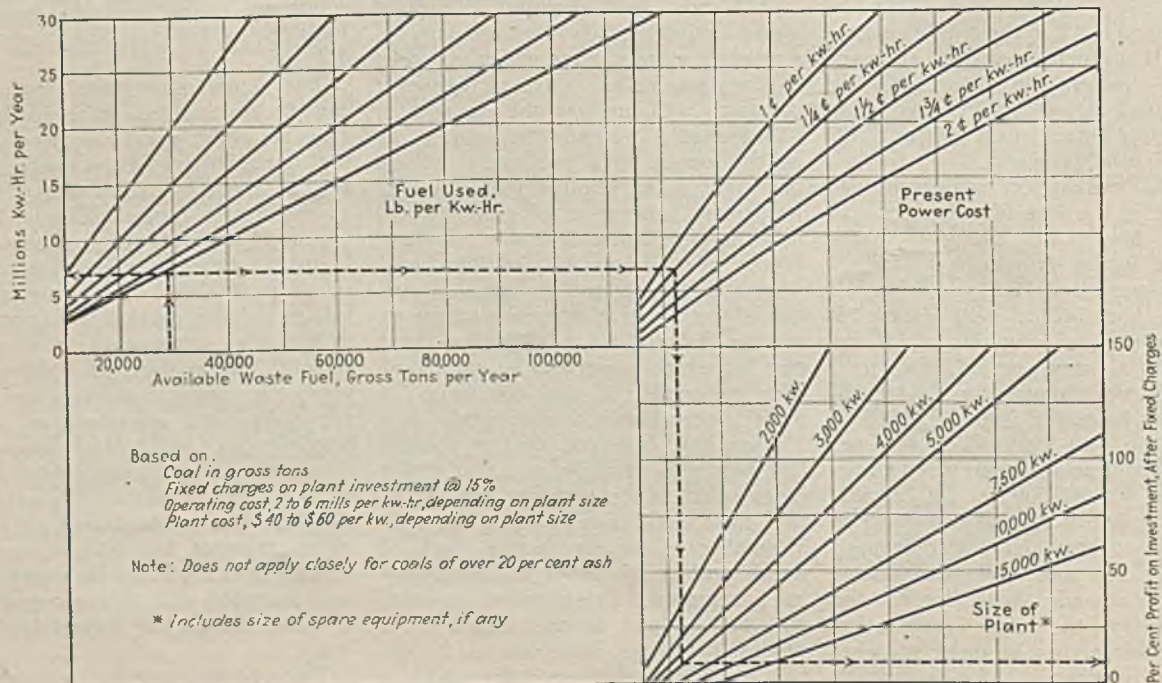 Millions Kw.-Hr. per Year
30
25
20
15
10
5
0
20,000
40,000
60,000
80,000
100,000
Available Waste Fuel, Gross Tons per Year
Fuel Used,
Lb. per Kw.-Hr.
1 ¢ per kw.-hr.
1¼ ¢ per kw.-hr.
1½ ¢ per kw.-hr.
1¾ ¢ per kw.-hr.
2 ¢ per kw.-hr.
Present
Power Cost
2,000 kw.
3,000 kw.
4,000 kw.
5,000 kw.
7,500 kw.
10,000 kw.
15,000 kw.
Size of
Plant*
150
100
50
0
Per Cent Profit on Investment, After Fixed Charges
Based on.
Coal in gross tons
Fixed charges on plant investment @ 15%
Operating cost, 2 to 6 mills per kw-hr, depending on plant size
Plant cost, $40 to $60 per kw., depending on plant size
Note: Does not apply closely for coals of over 20 per cent ash
* Includes size of spare equipment, if any